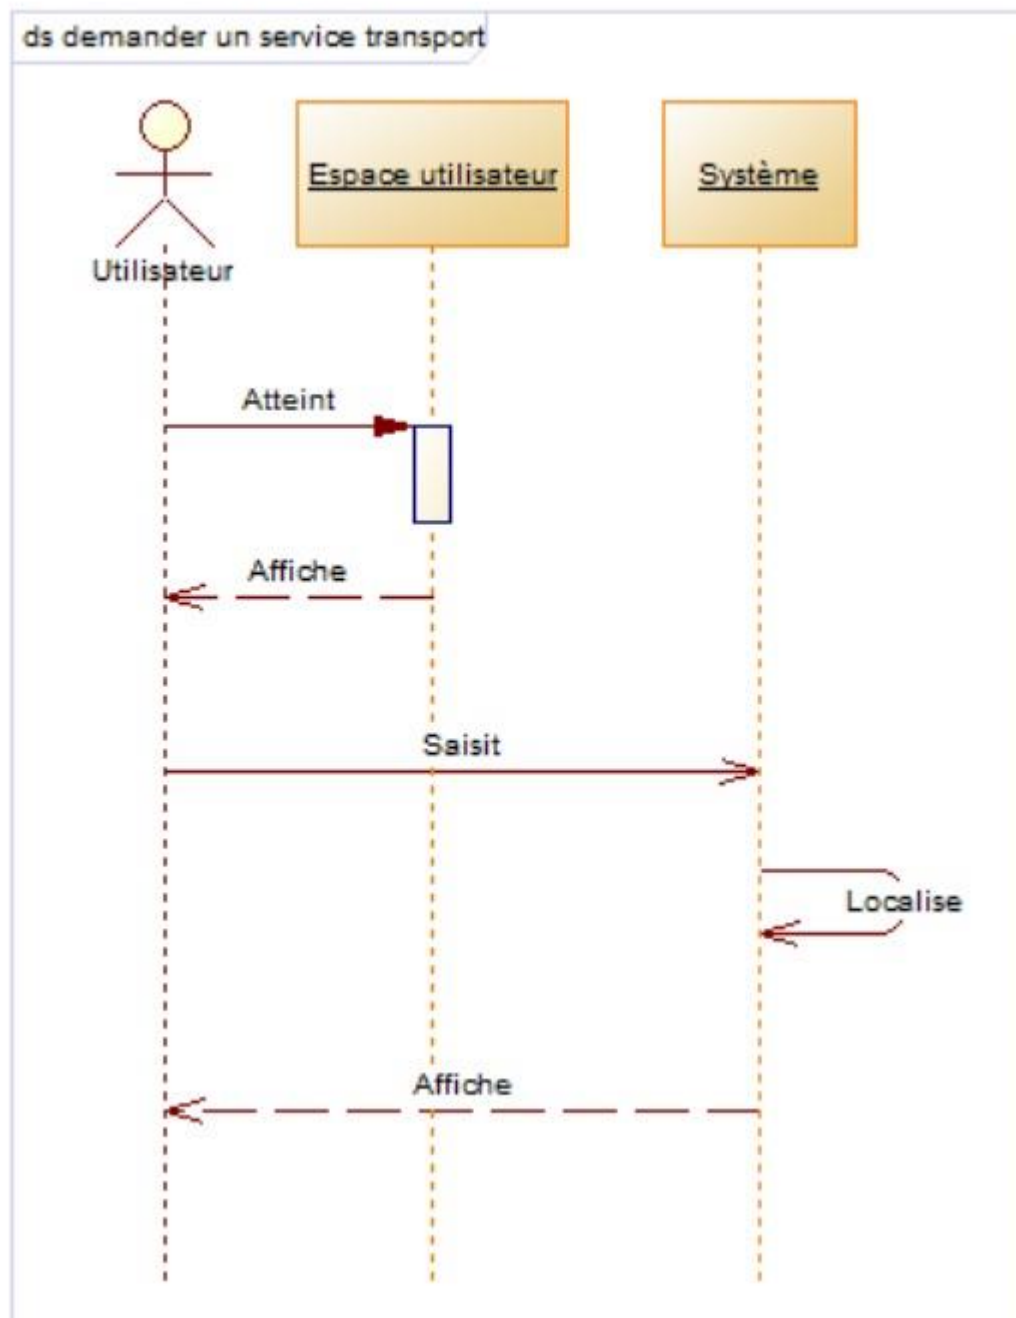 ds demander un service transport
Espace utilisateur
Système
Utilisateur
Atteint
Affiche
Saisit
Localise
Affiche